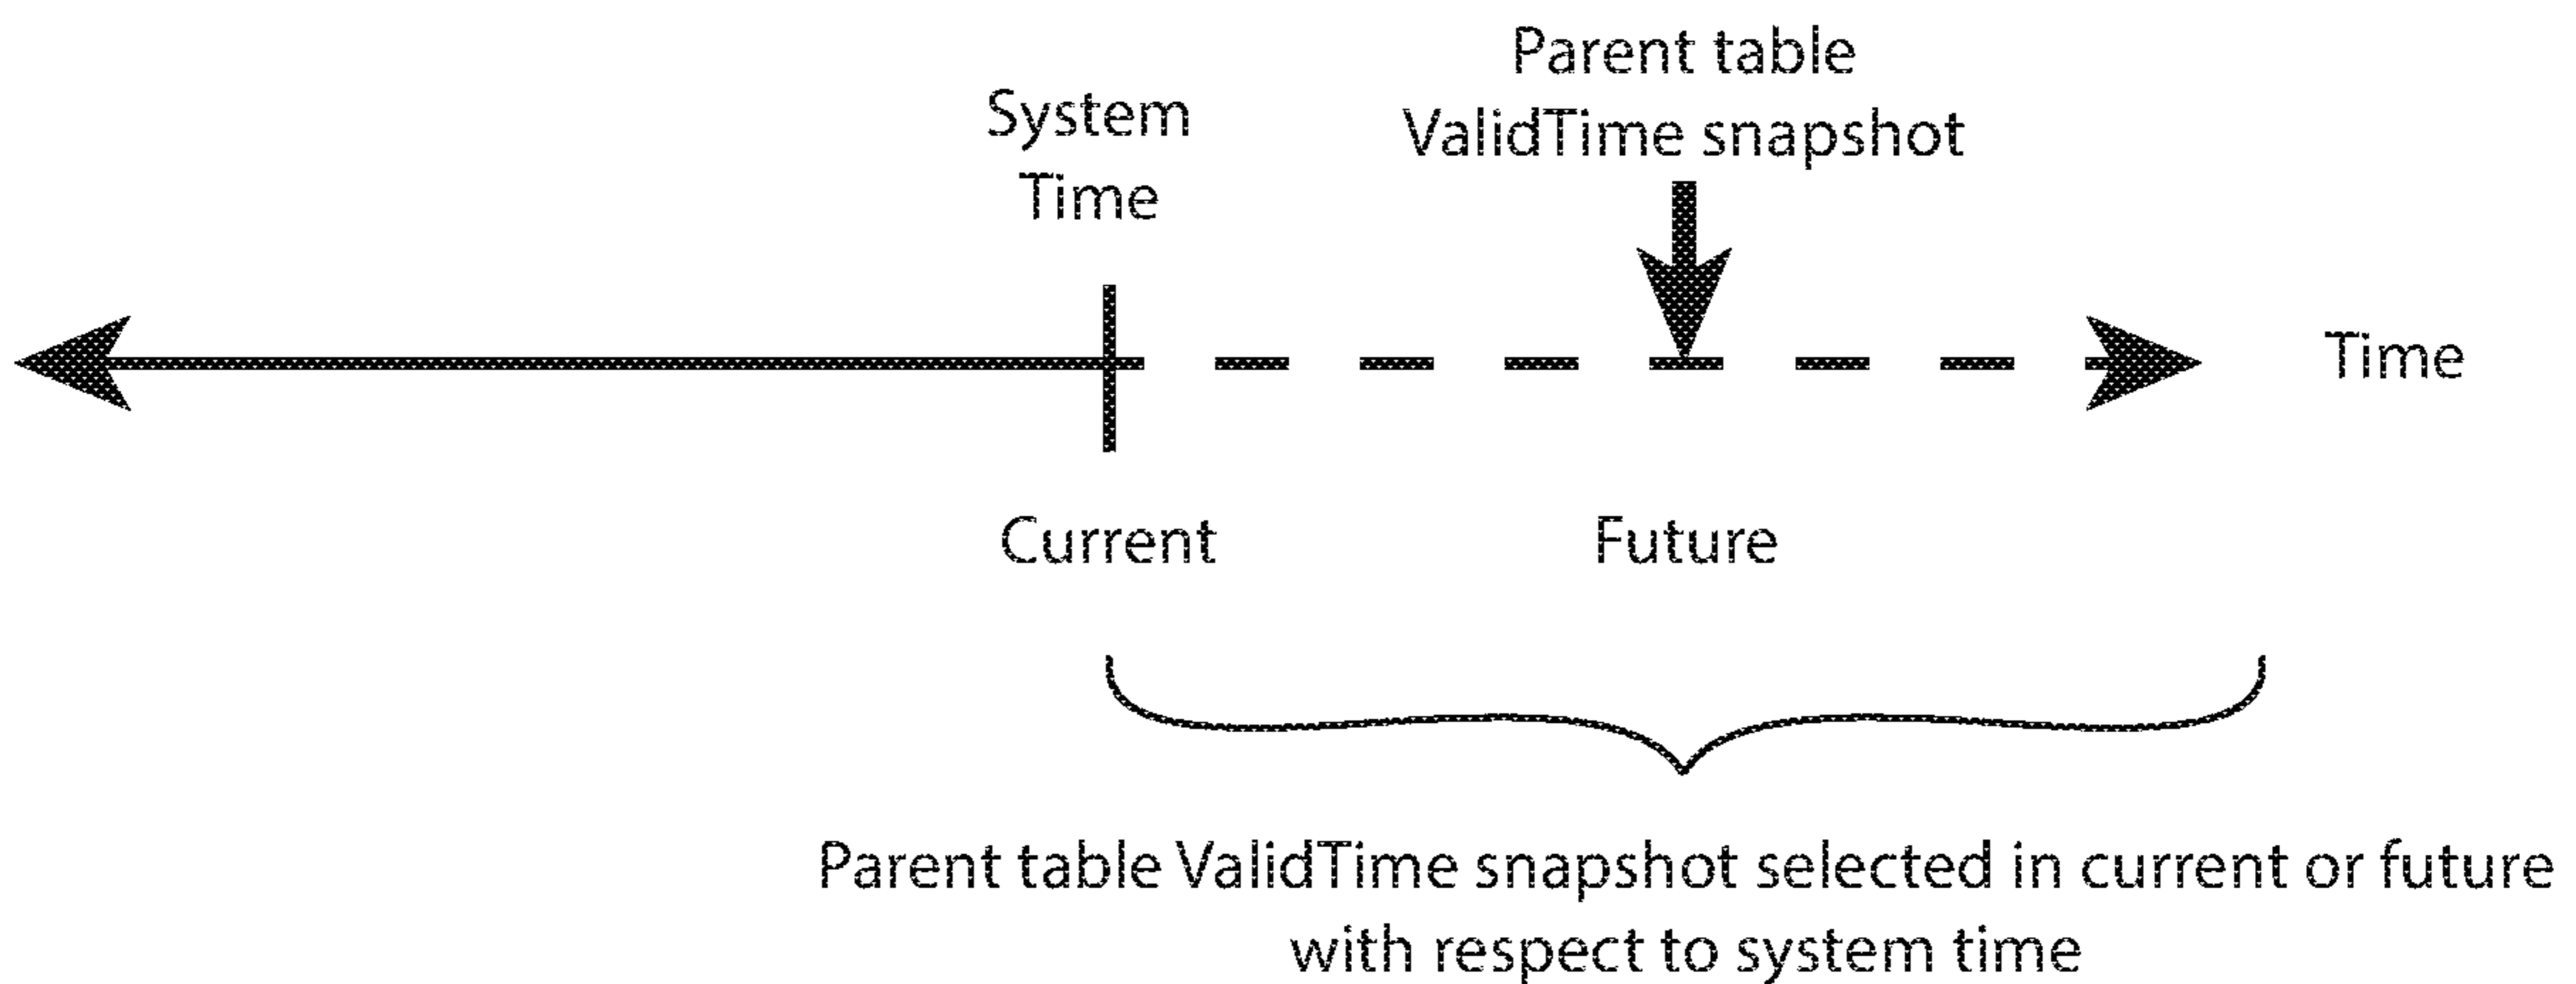 Parent table
ValidTime snapshot
System
Time
Time
Current
Future
Parent table ValidTime snapshot selected in current or future
with respect to system time